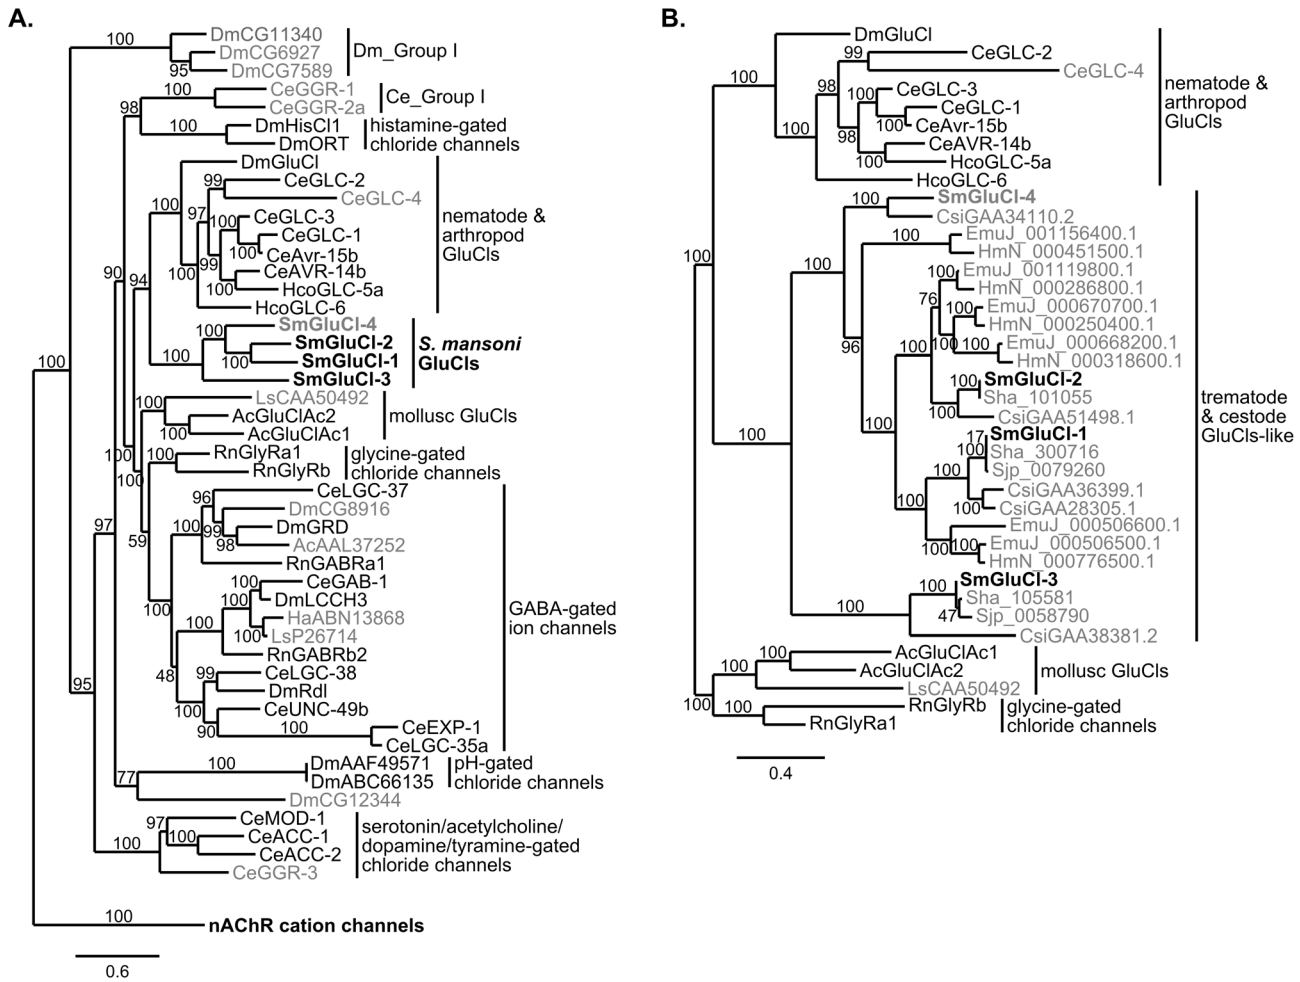 A.
100
DmCG11340
DmCG6927
95
DmCG7589
Dm_Group I
100
CeGGR-1
98
CeGGR-2a
Ce_Group I
100
DmHisCl1
DmORT
histamine-gated
chloride channels
DmGluCl
99
CeGLC-2
CeGLC-4
100
97
CeGLC-3
100
CeGLC-1
100
CeAvr-15b
99
CeAVR-14b
100
100
HcoGLC-5a
HcoGLC-6
nematode &
arthropod
GluCls
90
94
SmGluCl-4
100
SmGluCl-2
100
100
SmGluCl-1
SmGluCl-3
S. mansoni
GluCls
100
LsCAA50492
100
AcGluClAc2
100
AcGluClAc1
mollusc GluCls
100
100
100
RnGlyRa1
RnGlyRb
glycine-gated
chloride channels
97
59
CeLGC-37
96
DmCG8916
100
99
DmGRD
98
AcAAL37252
RnGABRa1
100
CeGAB-1
100
DmLCCH3
100
HaABN13868
100
LsP26714
100
RnGABRb2
48
99
CeLGC-38
DmRdl
100
CeUNC-49b
90
100
CeEXP-1
CeLGC-35a
GABA-gated
ion channels
95
77
100
DmAAF49571
DmABC66135
DmCG12344
pH-gated
chloride channels
97
CeMOD-1
100
100
CeACC-1
CeACC-2
CeGGR-3
serotonin/acetylcholine/
dopamine/tyramine-gated
chloride channels
100
nAChR cation channels
0.6
B.
DmGluCl
99
CeGLC-2
CeGLC-4
100
98
CeGLC-3
100
CeGLC-1
100
CeAvr-15b
100
98
CeAVR-14b
100
HcoGLC-5a
HcoGLC-6
nematode &
arthropod
GluCls
100
SmGluCl-4
CsiGAA34110.2
100
EmuJ_001156400.1
HmN_000451500.1
100
100
100
EmuJ_001119800.1
HmN_000286800.1
76
100
EmuJ_000670700.1
HmN_000250400.1
96
100
100
100
EmuJ_000668200.1
HmN_000318600.1
100
SmGluCl-2
Sha_101055
100
CsiGAA51498.1
100
17
SmGluCl-1
100
Sha_300716
Sjp_0079260
100
CsiGAA36399.1
100
CsiGAA28305.1
100
EmuJ_000506600.1
100
100
EmuJ_000506500.1
HmN_000776500.1
100
100
SmGluCl-3
Sha_105581
100
47
Sjp_0058790
CsiGAA38381.2
trematode
& cestode
GluCls-like
100
AcGluClAc1
100
AcGluClAc2
LsCAA50492
mollusc GluCls
100
100
RnGlyRb
RnGlyRa1
glycine-gated
chloride channels
0.4